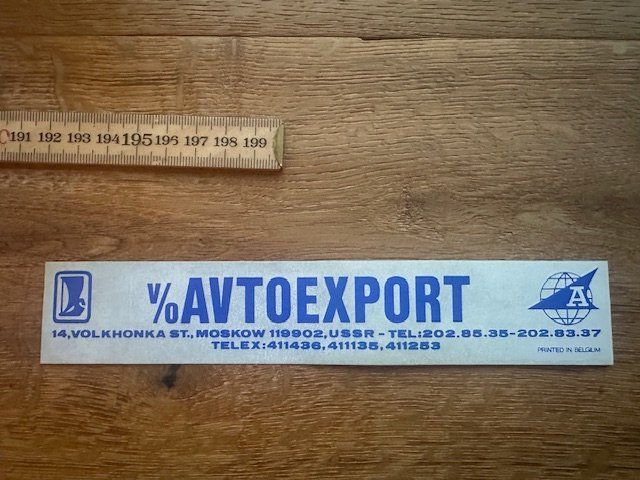 191 192 193 194 195 196 197 198 199
V/O AVTOEXPORT
A
14,VOLKHONKA ST., MOSKOW 119902, USSR - TEL:202.85.35-202.83.37
TELEX:411436,411135,411253
PRINTED IN BELGIUM